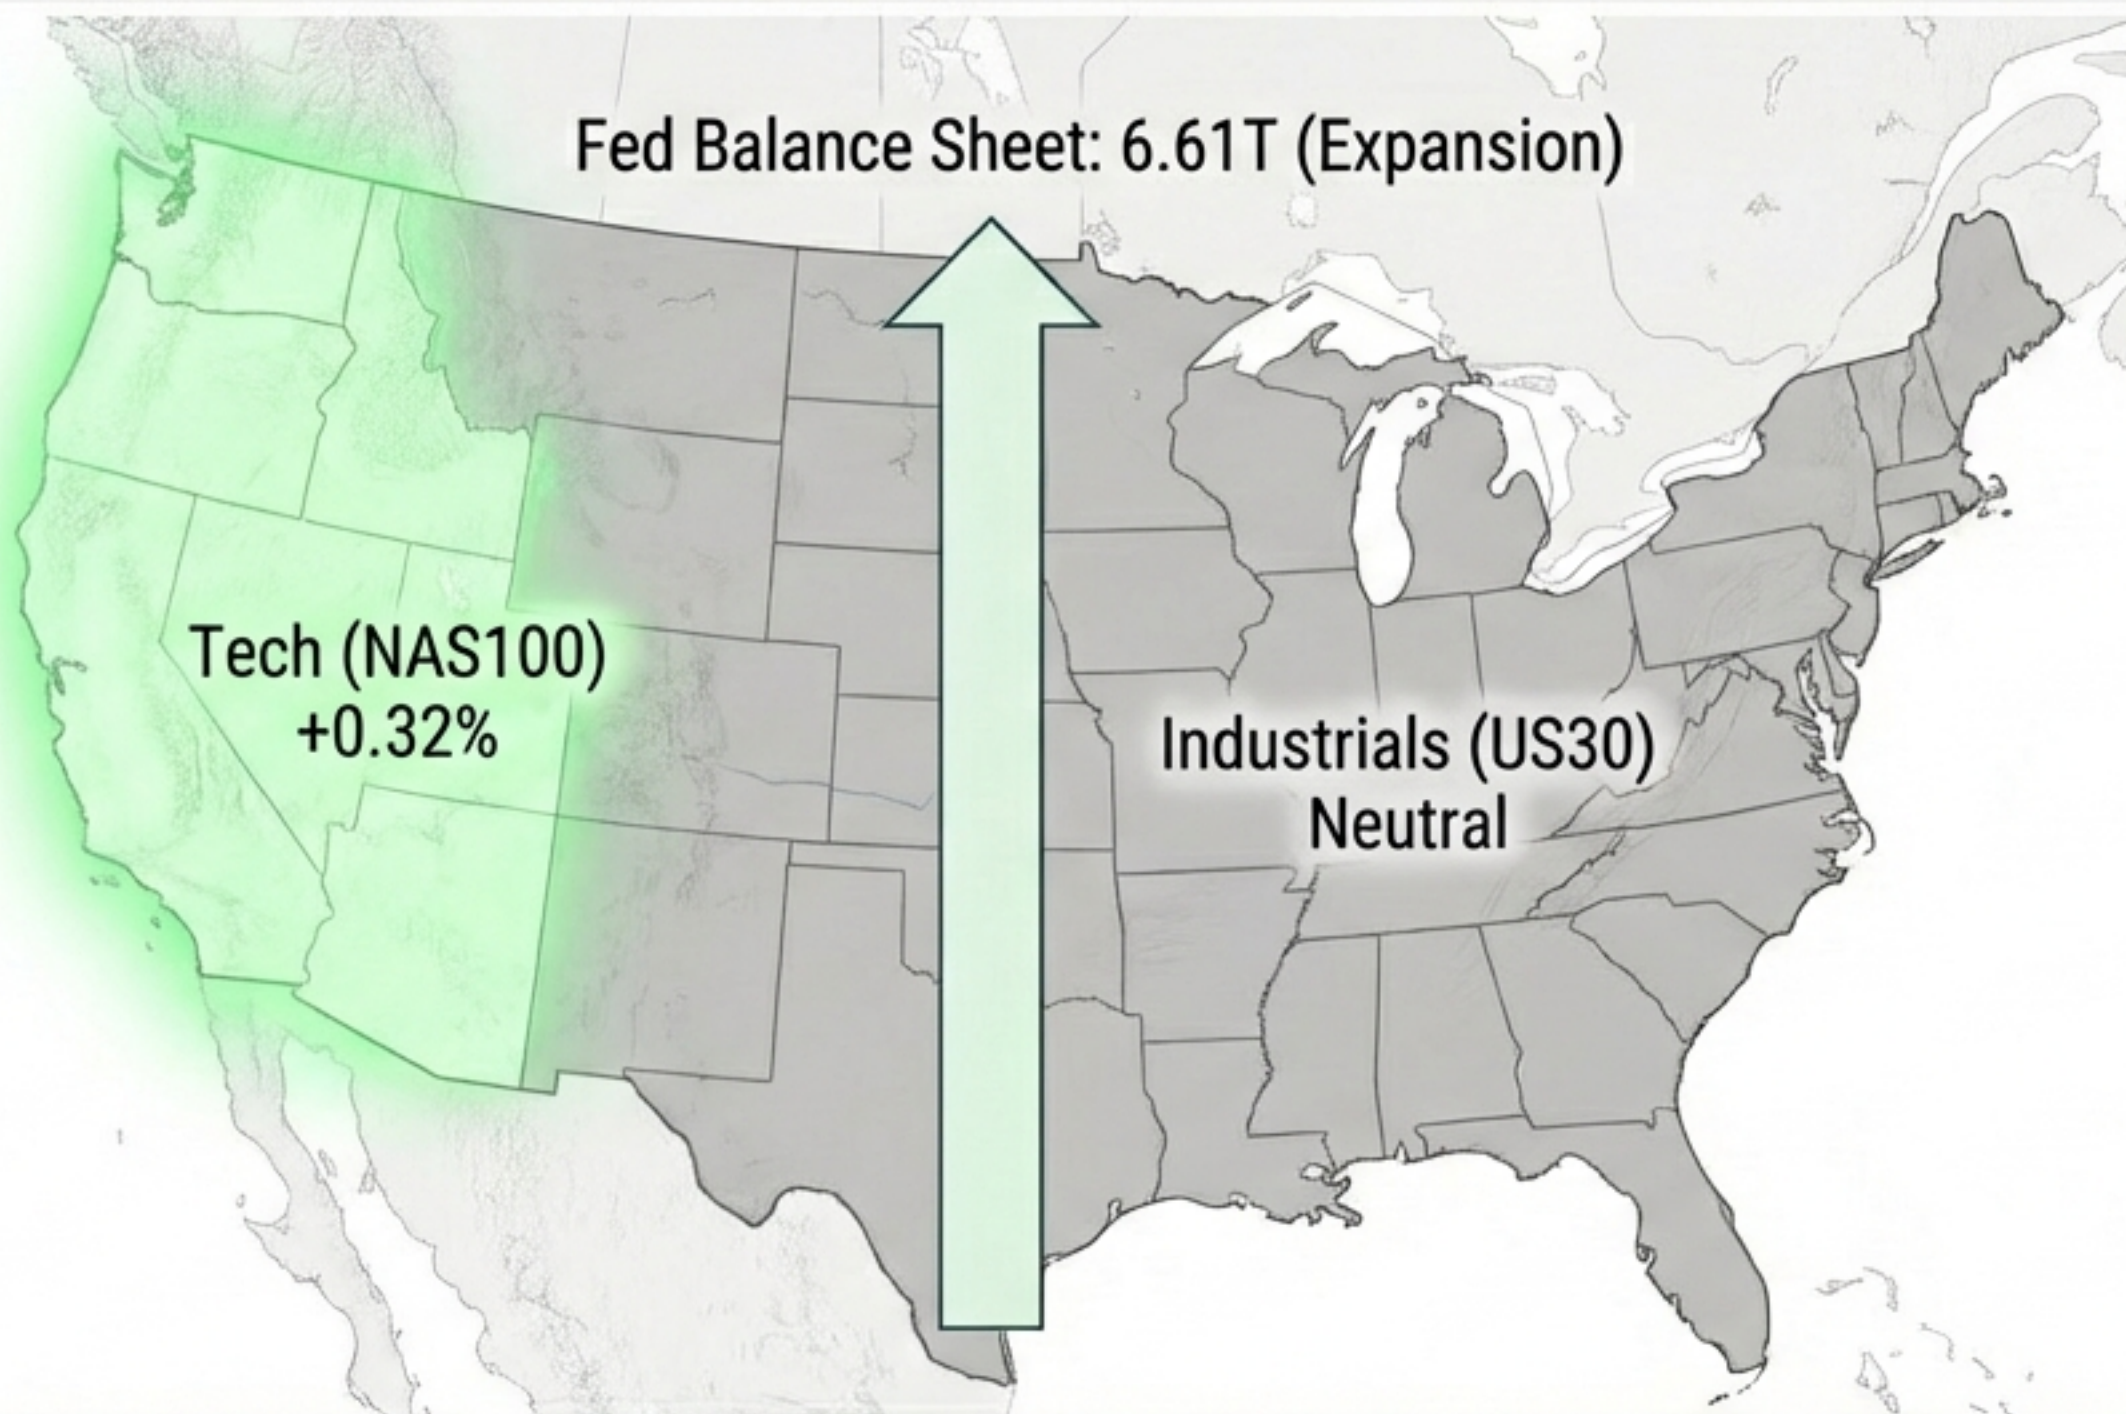 Fed Balance Sheet: 6.61T (Expansion)
Tech (NAS100)
+0.32%
Industrials (US30)
Neutral